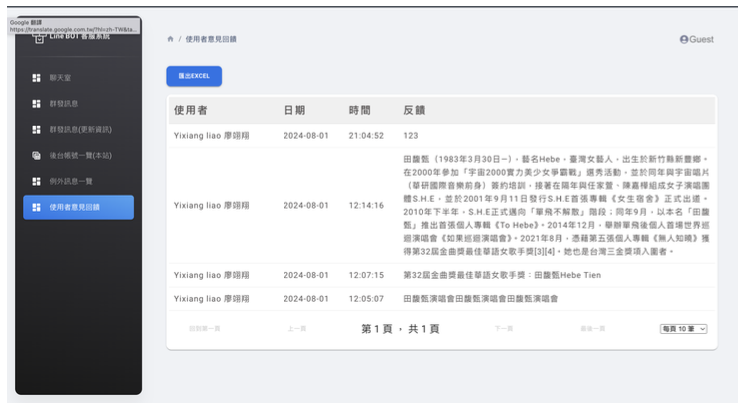 Google 翻譯
https://translate.google.com.tw/?hl=zh-TW&ta...
Line BOT 客服系統
聊天室
群發訊息
群發訊息(更新資訊)
後台帳號一覽(本站)
例外訊息一覽
使用者意見回饋
/ 使用者意見回饋
Guest
匯出EXCEL
使用者 日期 時間 反饋
Yixiang liao 廖翊翔 2024-08-01 21:04:52 123
Yixiang liao 廖翊翔 2024-08-01 12:14:16
田馥甄（1983年3月30日－），藝名Hebe，臺灣女藝人，出生於新竹縣新豐鄉。
在2000年參加「宇宙2000實力美少女爭霸戰」選秀活動，並於同年與宇宙唱片
（華研國際音樂前身）簽約培訓，接著在隔年與任家萱、陳嘉樺組成女子演唱團
體S.H.E，並於2001年9月11日發行S.H.E首張專輯《女生宿舍》正式出道。
2010年下半年，S.H.E正式邁向「單飛不解散」階段；同年9月，以本名「田馥
甄」推出首張個人專輯《To Hebe》。2014年12月，舉辦單飛後個人首場世界巡
迴演唱會《如果巡迴演唱會》。2021年8月，憑藉第五張個人專輯《無人知曉》獲
得第32屆金曲獎最佳華語女歌手獎[3][4]，她也是台灣三金獎項入圍者。
Yixiang liao 廖翊翔 2024-08-01 12:07:15 第32屆金曲獎最佳華語女歌手獎：田馥甄Hebe Tien
Yixiang liao 廖翊翔 2024-08-01 12:05:07 田馥甄演唱會田馥甄演唱會田馥甄演唱會
回到第一頁 上一頁 第 1 頁 ， 共 1 頁 下一頁 最後一頁 每頁 10 筆